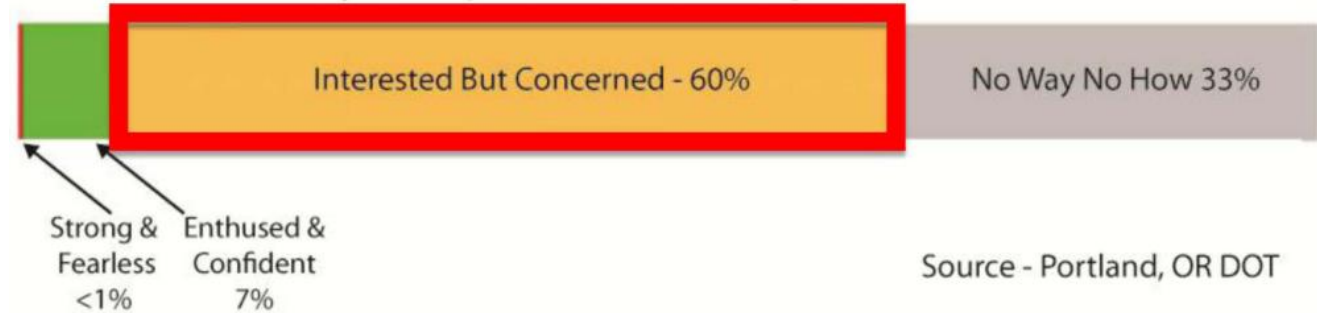 Interested But Concerned - 60%
No Way No How 33%
Strong &
Fearless
<1%
Enthused &
Confident
7%
Source - Portland, OR DOT